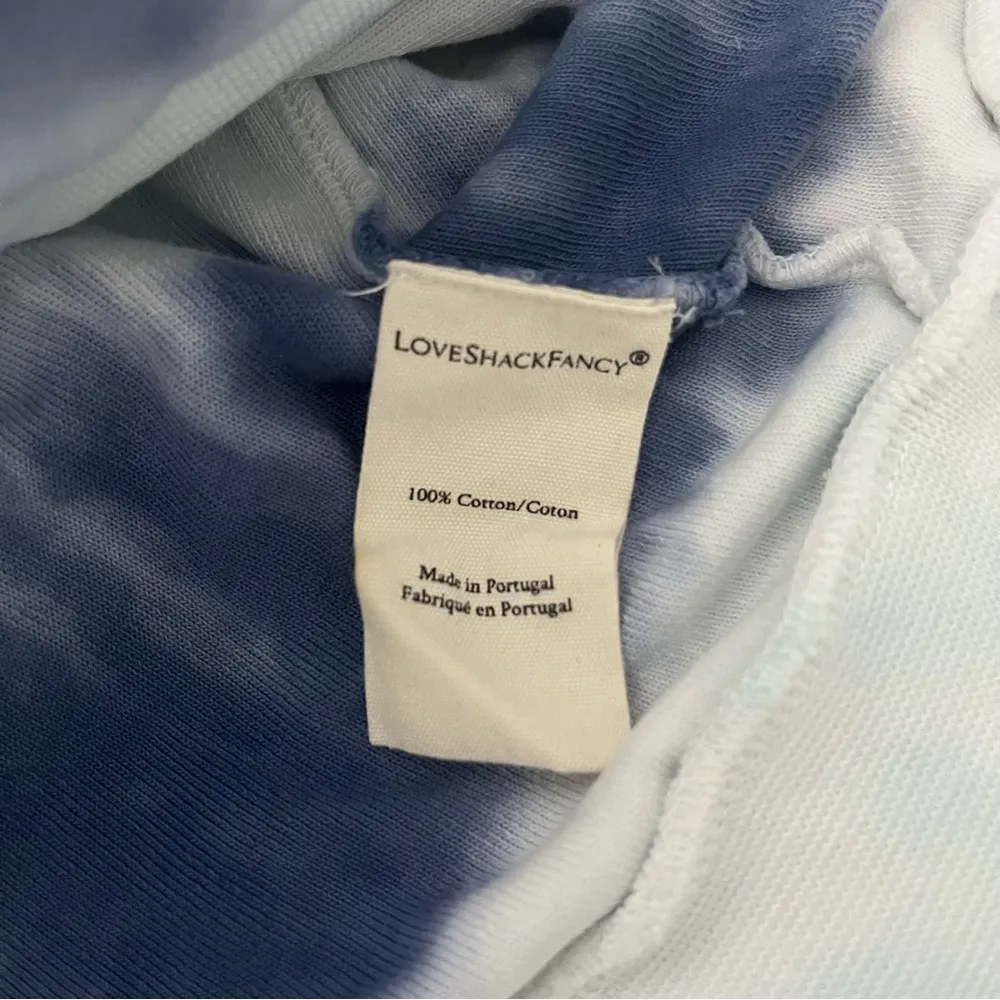 LOVESHACKFANCY®
100% Cotton/Coton
Made in Portugal
Fabriqué en Portugal